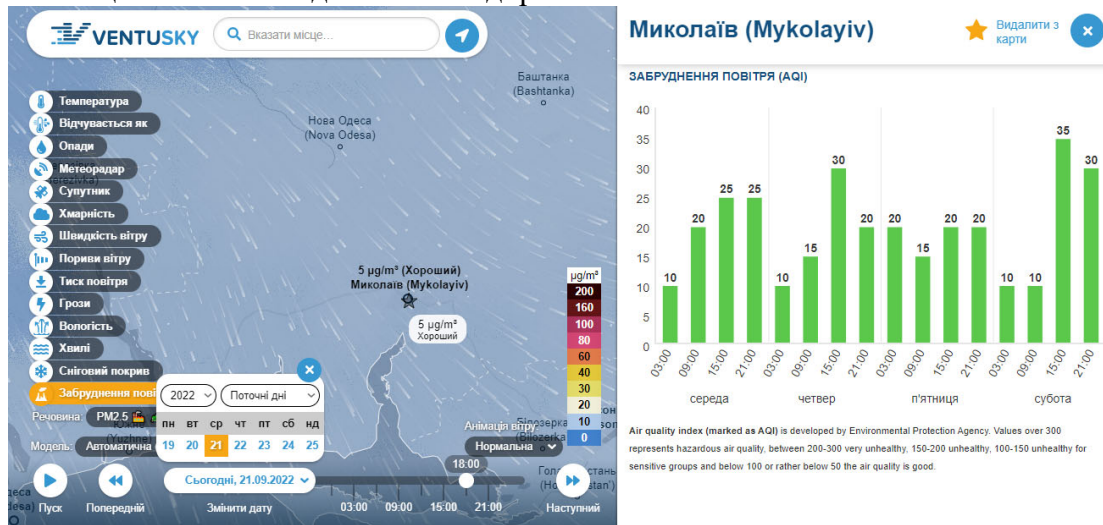 VENTUSKY
Вказати місце...
Баштанка
(Bashtanka)
Температура
Відчувається як
Опади
Метеорадар
Супутник
Хмарність
Швидкість вітру
Пориви вітру
Тиск повітря
Грози
Вологість
Хвилі
Сніговий покрив
Забруднення пові
Нова Одеса
(Nova Odesa)
5 µg/m³ (Хороший)
Миколаїв (Mykolayiv)
5 µg/m³
Хороший
µg/m³
200
160
100
80
60
40
30
20
10
0
2022
Поточні дні
пн вт ср чт пт сб нд
19 20 21 22 23 24 25
Речовина: PM2.5
Модель: Автоматична
Анімація вітру:
Нормальна
18:00
Сьогодні, 21.09.2022
03:00 09:00 15:00 21:00
Пуск
Попередній
Змінити дату
Наступний
Миколаїв (Mykolayiv)
Видалити з
карти
ЗАБРУДНЕННЯ ПОВІТРЯ (AQI)
40
35
30
25
20
15
10
5
0
10 20 25 25 10 15 30 20 20 15 20 20 10 10 35 30
03:00 09:00 15:00 21:00 03:00 09:00 15:00 21:00 03:00 09:00 15:00 21:00 03:00 09:00 15:00 21:00
середа четвер п'ятниця субота
Air quality index (marked as AQI) is developed by Environmental Protection Agency. Values over 300
represents hazardous air quality, between 200-300 very unhealthy, 150-200 unhealthy, 100-150 unhealthy for
sensitive groups and below 100 or rather below 50 the air quality is good.